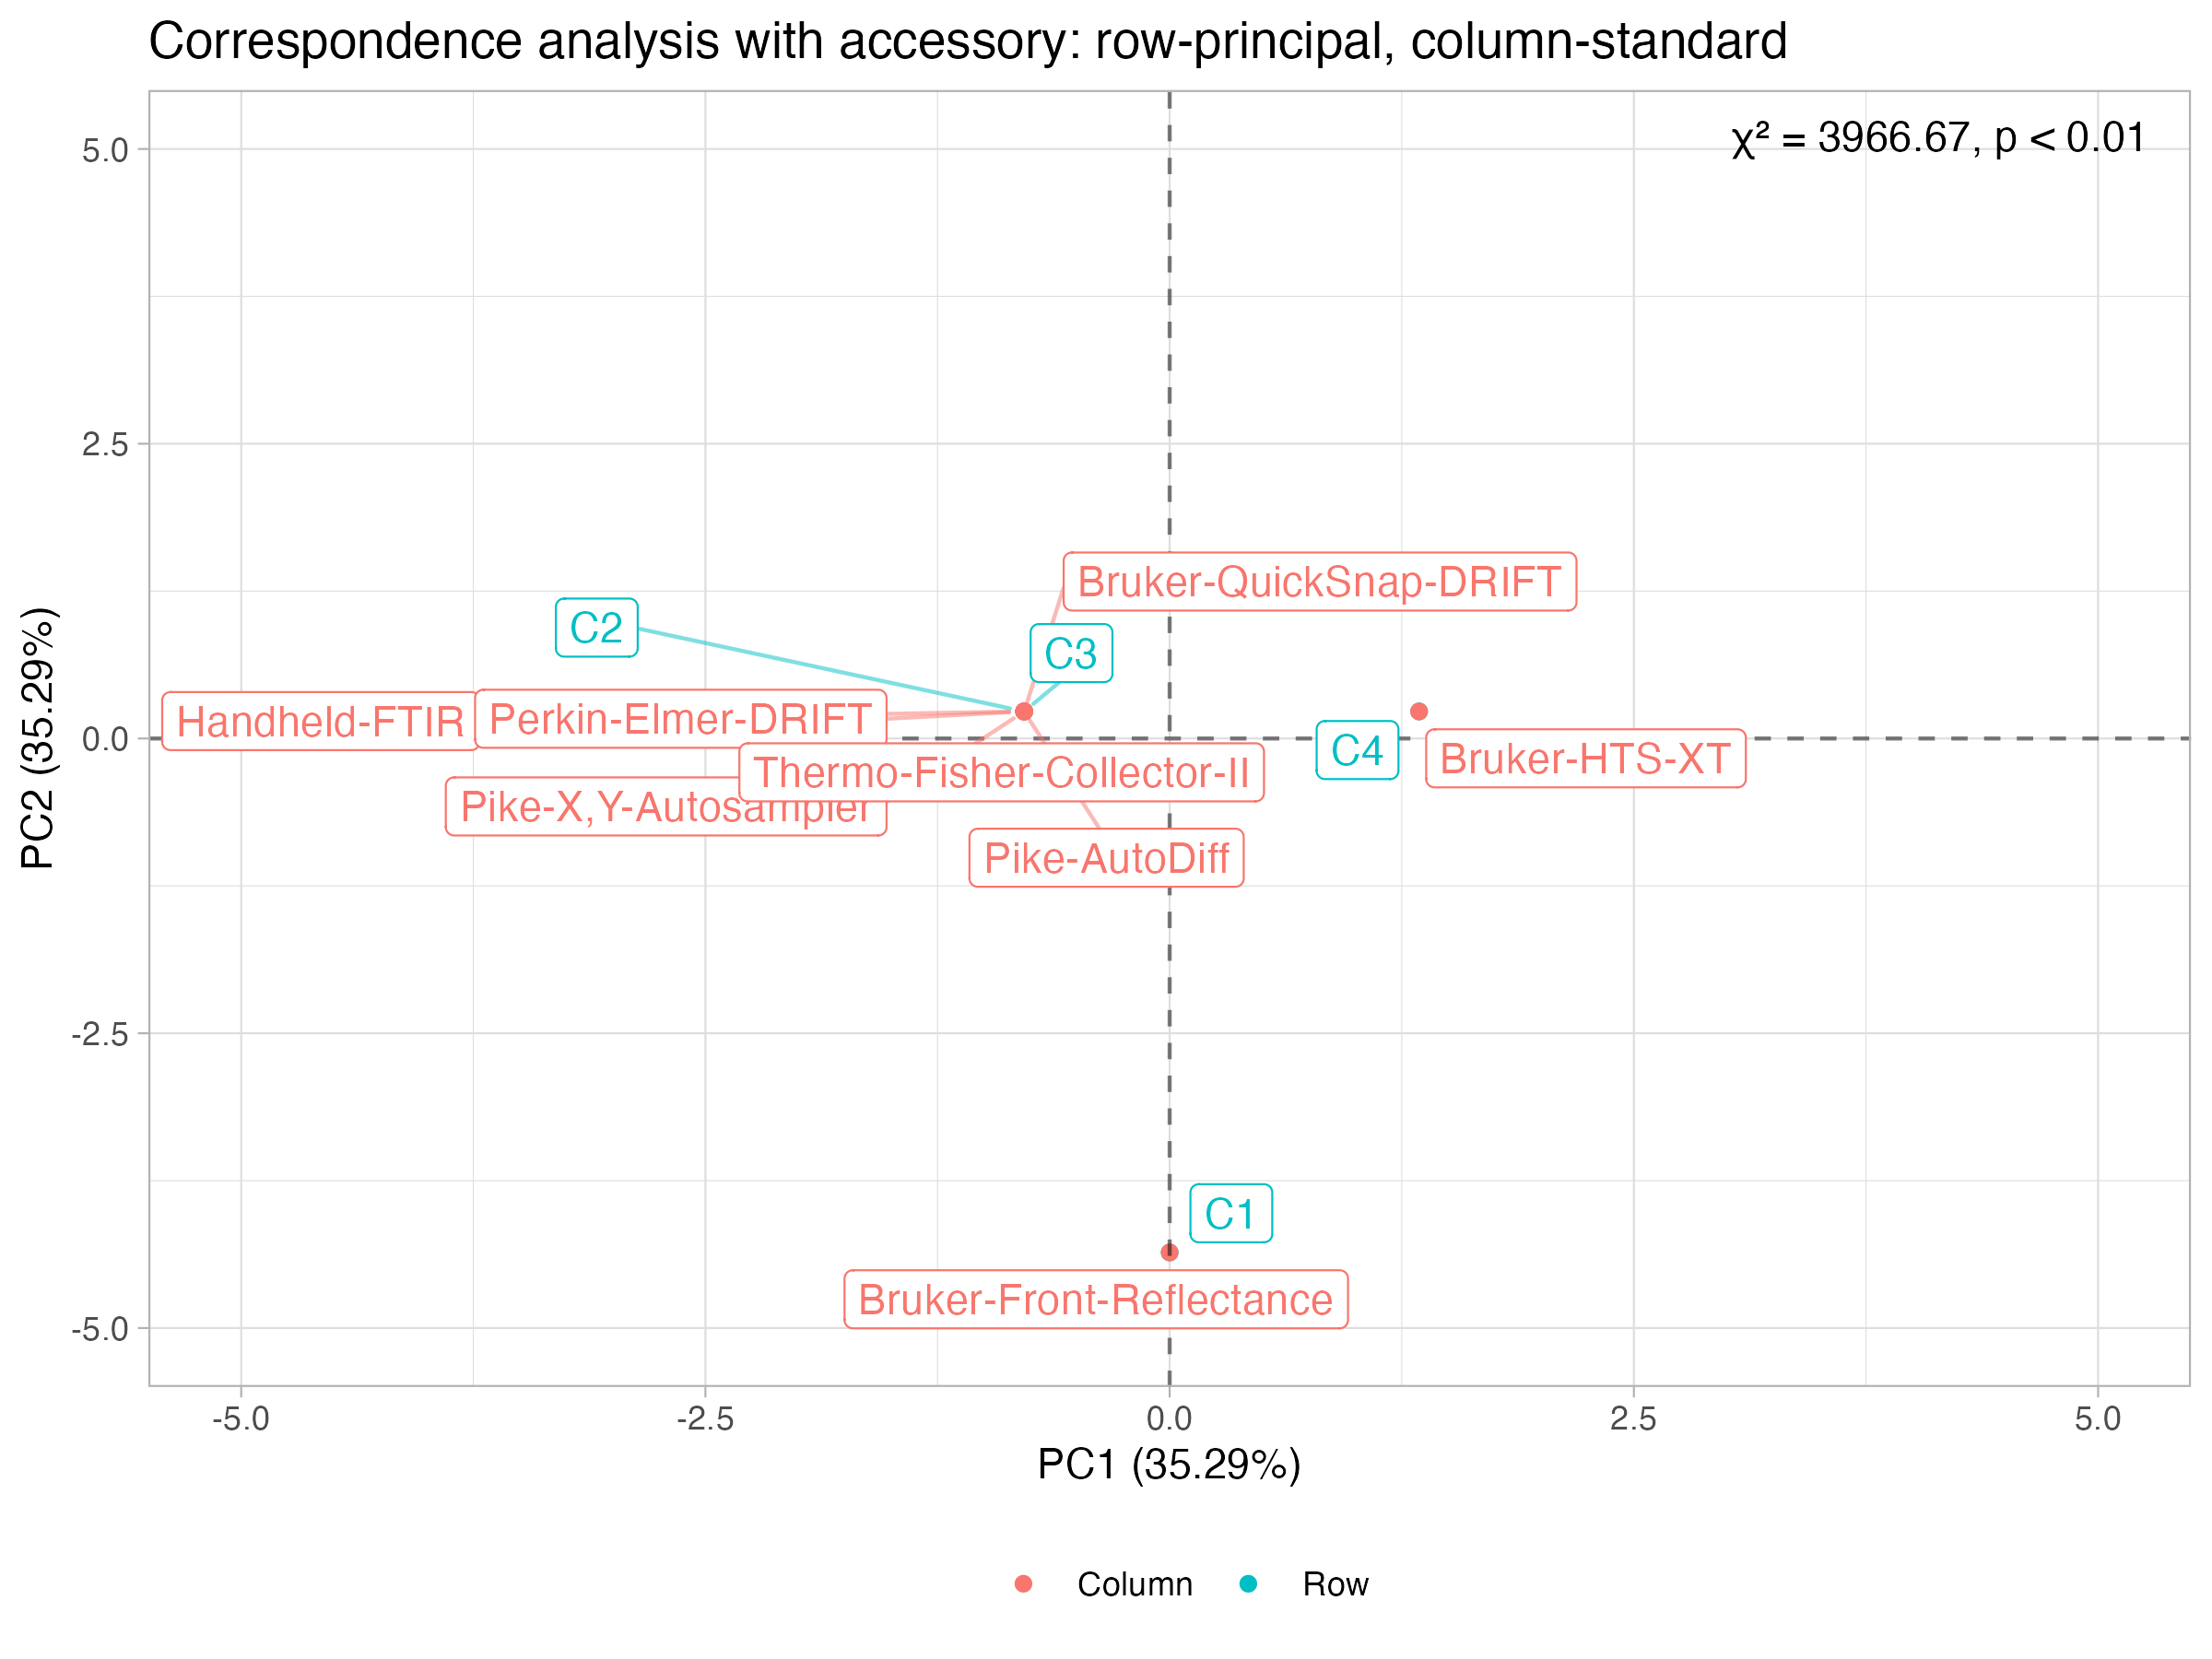 Correspondence analysis with accessory: row-principal, column-standard
χ² = 3966.67, p < 0.01
5.0
2.5
0.0
-2.5
-5.0
PC2 (35.29%)
Bruker-QuickSnap-DRIFT
C2
C3
Handheld-FTIR
Perkin-Elmer-DRIFT
C4
Bruker-HTS-XT
Thermo-Fisher-Collector-II
Pike-X,Y-Autosampler
Pike-AutoDiff
C1
Bruker-Front-Reflectance
-5.0
-2.5
0.0
2.5
5.0
PC1 (35.29%)
Column
Row